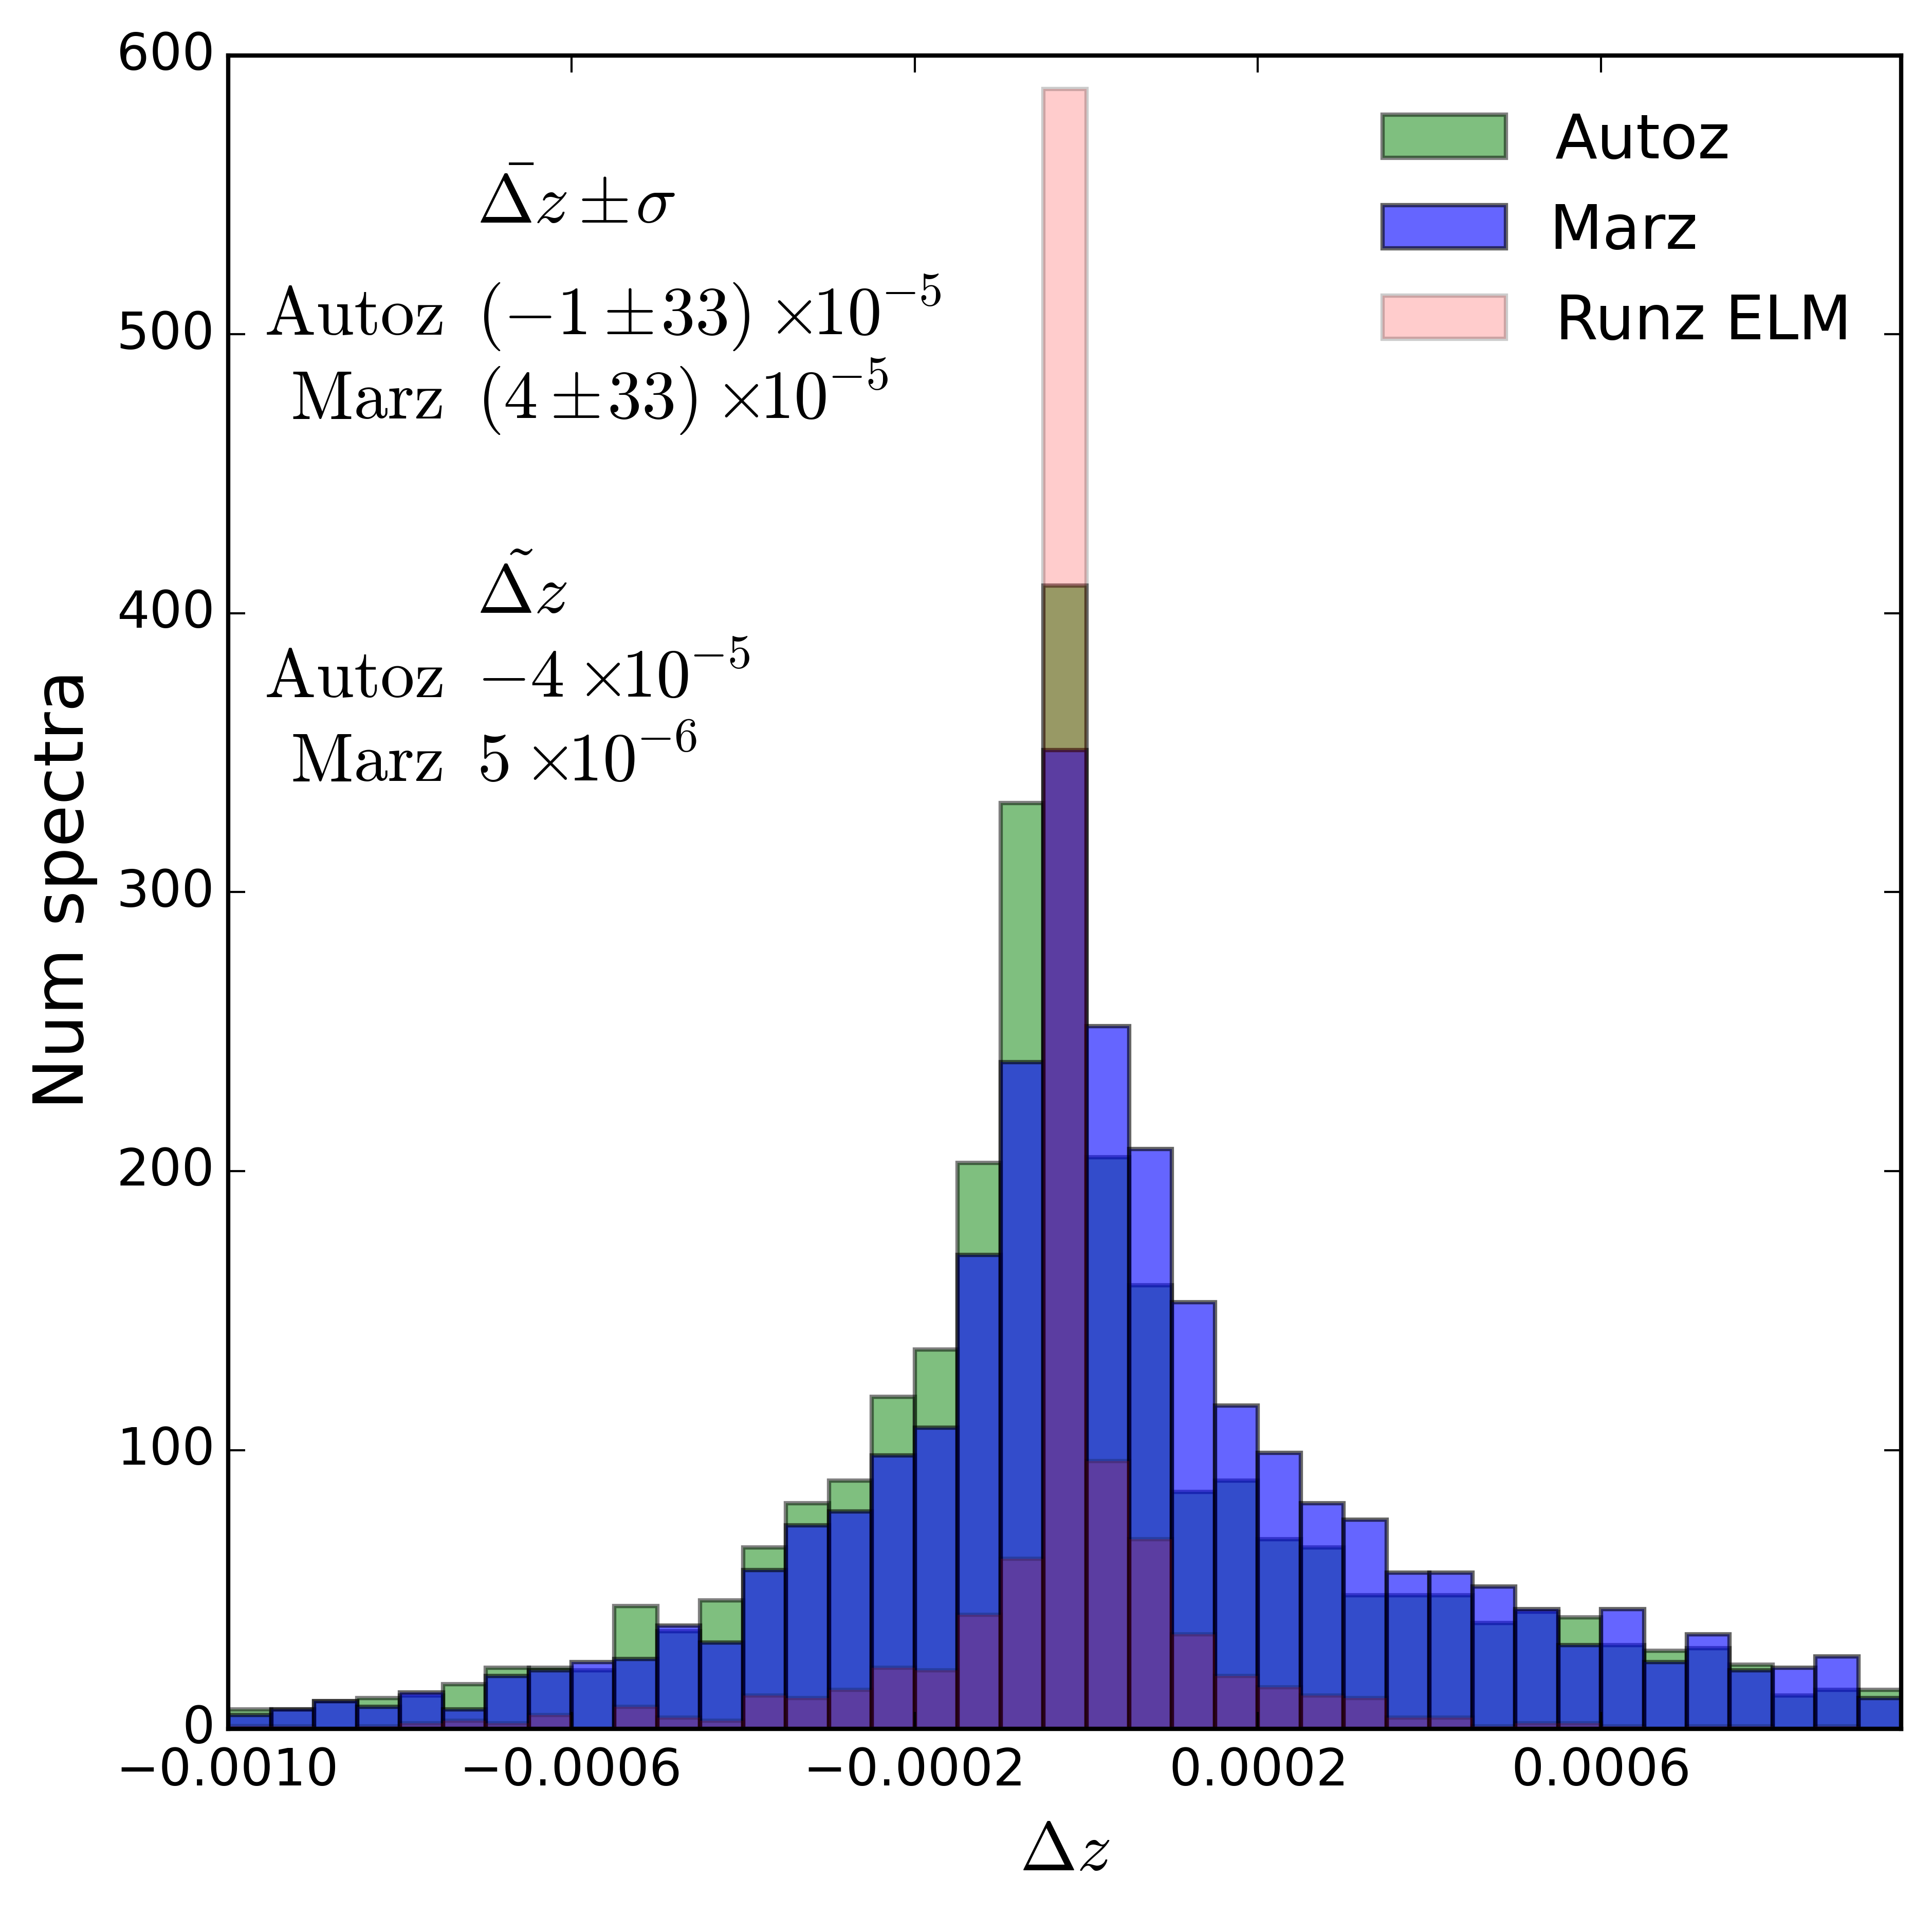 600
500
400
300
200
100
0
Num spectra
Δ̄z ± σ
Autoz (−1 ± 33) × 10⁻⁵
Marz (4 ± 33) × 10⁻⁵
Δ̃z
Autoz −4 × 10⁻⁵
Marz 5 × 10⁻⁶
Autoz
Marz
Runz ELM
−0.0010 −0.0006 −0.0002 0.0002 0.0006
Δz